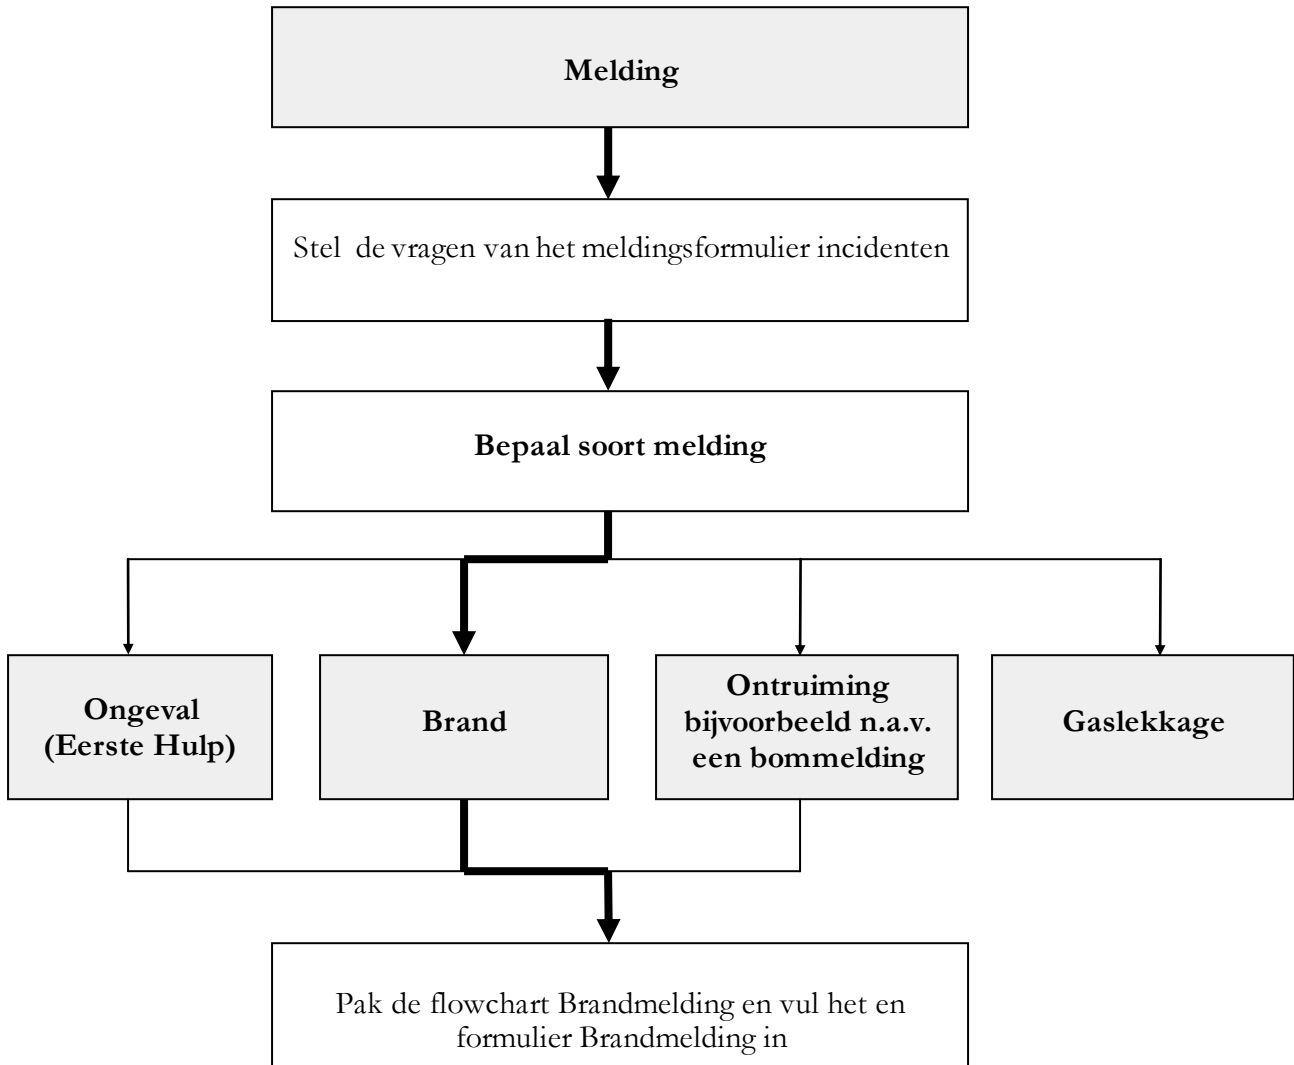 Melding
Stel de vragen van het meldingsformulier incidenten
Bepaal soort melding
Ongeval
(Eerste Hulp)
Brand
Ontruiming
bijvoorbeeld n.a.v.
een bommelding
Gaslekkage
Pak de flowchart Brandmelding en vul het en
formulier Brandmelding in